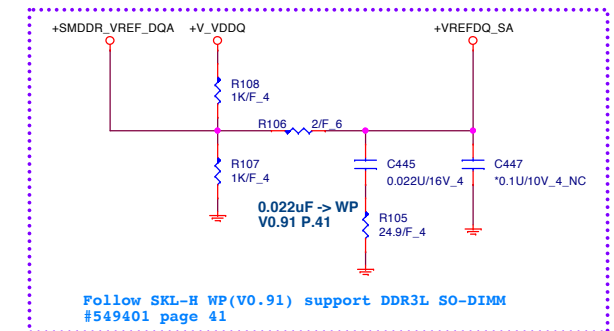 +SMDDR_VREF_DQA +V_VDDQ +VREFDQ_SA
R108
1K/F_4
R106 2/F_6
R107
1K/F_4
C445
0.022U/16V_4
C447
*0.1U/10V_4_NC
0.022uF -> WP
V0.91 P.41
R105
24.9/F_4
Follow SKL-H WP(V0.91) support DDR3L SO-DIMM
#549401 page 41